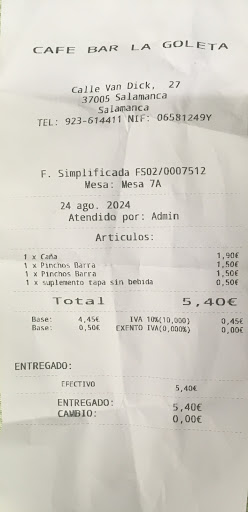 CAFE BAR LA GOLETA
Calle Van Dick, 27
37005 Salamanca
Salamanca
TEL: 923-614411 NIF: 06581249Y
F. Simplificada FS02/0007512
Mesa: Mesa 7A
24 ago. 2024
Atendido por: Admin
Articulos:
1 x Caña 1,90€
1 x Pinchos Barra 1,50€
1 x Pinchos Barra 1,50€
1 x suplemento tapa sin bebida 0,50€
Total 5,40€
Base: 4,45€ IVA 10%(10,000) 0,45€
Base: 0,50€ EXENTO IVA(0,000%) 0,00€
ENTREGADO:
EFECTIVO 5,40€
ENTREGADO: 5,40€
CAMBIO: 0,00€